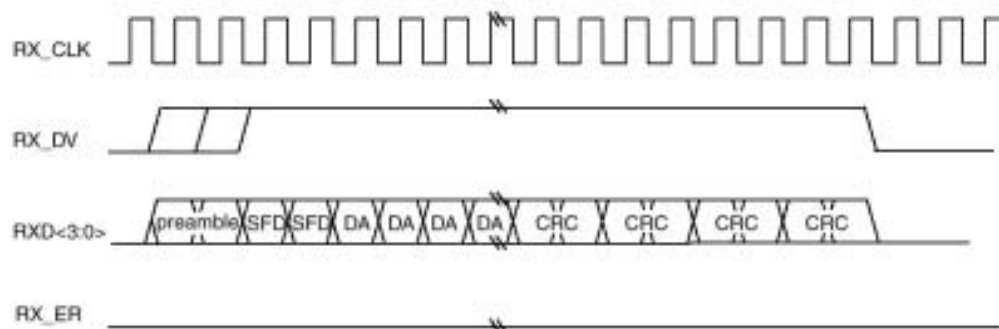 RX_CLK
RX_DV
RXD<3:0> preamble SFD SFD DA DA DA DA CRC CRC CRC CRC
RX_ER